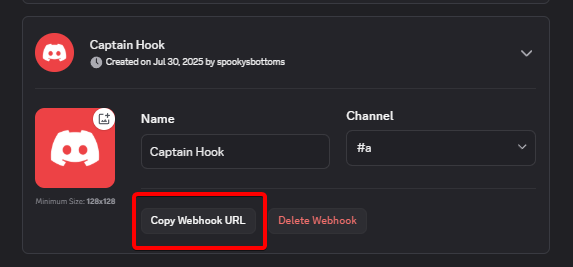 Captain Hook
Created on Jul 30, 2025 by spookysbottoms
Name
Channel
Captain Hook
#a
Minimum Size: 128x128
Copy Webhook URL
Delete Webhook